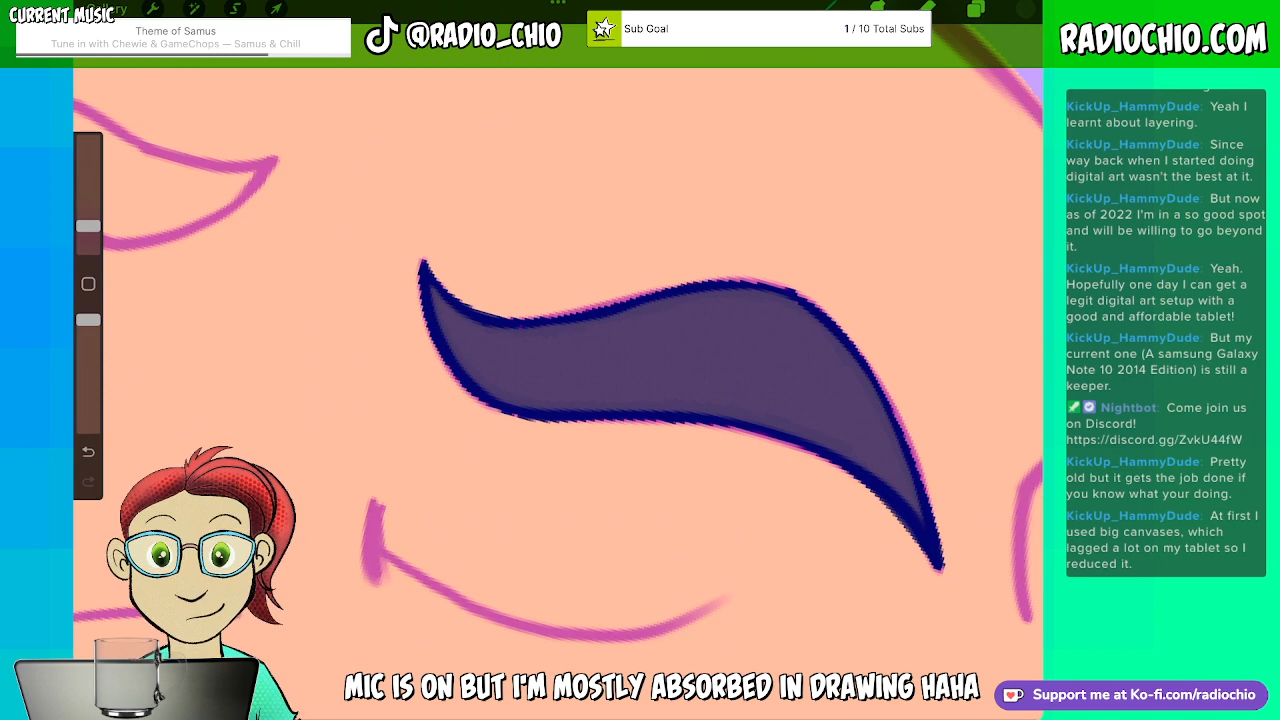 CURRENT MUSIC
Gallery
Theme of Samus
Tune in with Chewie & GameChops — Samus & Chill
@RADIO_CHIO
Sub Goal
1 / 10 Total Subs
RADIOCHIO.COM
KickUp_HammyDude: Yeah I
learnt about layering.
KickUp_HammyDude: Since
way back when I started doing
digital art wasn't the best at it.
KickUp_HammyDude: But now
as of 2022 I'm in a so good spot
and will be willing to go beyond
it.
KickUp_HammyDude: Yeah.
Hopefully one day I can get a
legit digital art setup with a
good and affordable tablet!
KickUp_HammyDude: But my
current one (A samsung Galaxy
Note 10 2014 Edition) is still a
keeper.
Nightbot: Come join us
on Discord!
https://discord.gg/ZvkU44fW
KickUp_HammyDude: Pretty
old but it gets the job done if
you know what your doing.
KickUp_HammyDude: At first I
used big canvases, which
lagged a lot on my tablet so I
reduced it.
MIC IS ON BUT I'M MOSTLY ABSORBED IN DRAWING HAHA
Support me at Ko-fi.com/radiochio